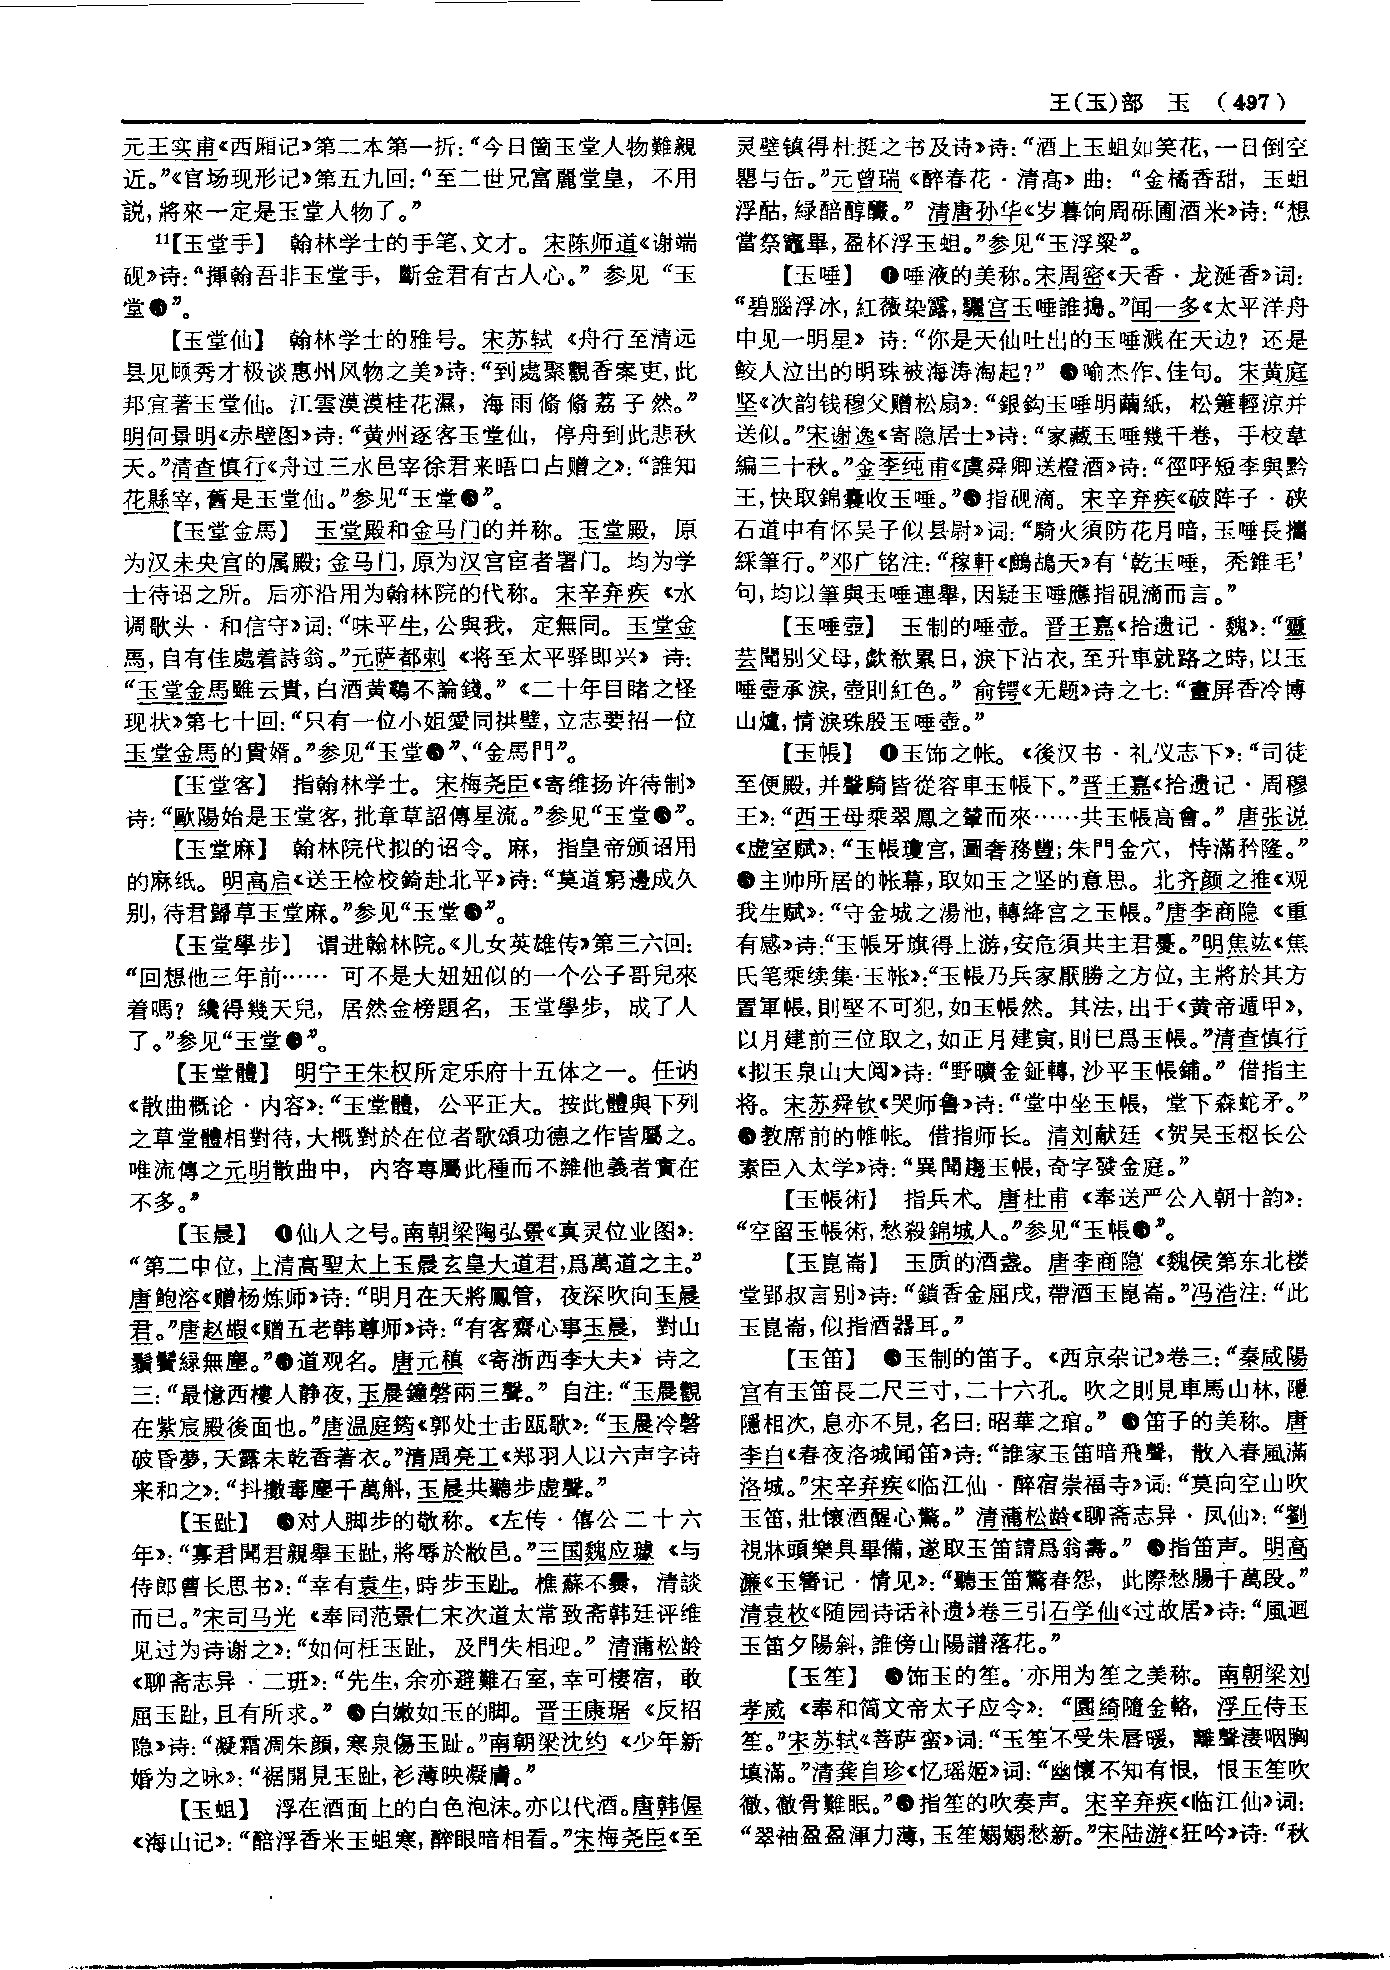 王(玉)部　玉　(497)
元王实甫《西厢记》第二本第一折：“今日箇玉堂人物難親
近。”《官场现形记》第五九回：“至二世兄富麗堂皇，不用
説，將來一定是玉堂人物了。”
11【玉堂手】　翰林学士的手笔、文才。宋陈师道《谢端
砚》诗：“揮翰吾非玉堂手，斷金君有古人心。”参见“玉
堂”。
【玉堂仙】　翰林学士的雅号。宋苏轼《舟行至清远
县见顾秀才极谈惠州风物之美》诗：“到處聚觀香案吏，此
邦宜著玉堂仙。江雲漠漠桂花濕，海雨翛翛荔子然。”
明何景明《赤壁图》诗：“黄州逐客玉堂仙，停舟到此悲秋
天。”清查慎行《舟过三水邑宰徐君来晤口占赠之》：“誰知
花縣宰，舊是玉堂仙。”参见“玉堂”。
【玉堂金馬】　玉堂殿和金马门的并称。玉堂殿，原
为汉未央宫的属殿；金马门，原为汉宫宦者署门。均为学
士待诏之所。后亦沿用为翰林院的代称。宋辛弃疾《水
调歌头·和信守》词：“味平生，公與我，定無同。玉堂金
馬，自有佳處着詩翁。”元萨都剌《将至太平驿即兴》诗：
“玉堂金馬雖云貴，白酒黄鷄不論錢。”《二十年目睹之怪
现状》第七十回：“只有一位小姐愛同拱璧，立志要招一位
玉堂金馬的貴婿。”参见“玉堂”、“金馬門”。
【玉堂客】　指翰林学士。宋梅尧臣《寄维扬许待制》
诗：“歐陽始是玉堂客，批章草詔傳星流。”参见“玉堂”。
【玉堂麻】　翰林院代拟的诏令。麻，指皇帝颁诏用
的麻纸。明高启《送王检校錡赴北平》诗：“莫道窮邊成久
别，待君歸草玉堂麻。”参见“玉堂”。
【玉堂學步】　谓进翰林院。《儿女英雄传》第三六回：
“回想他三年前……可不是大妞妞似的一个公子哥兒來
着嗎？纔得幾天兒，居然金榜題名，玉堂學步，成了人
了。”参见“玉堂”。
【玉堂體】　明宁王朱权所定乐府十五体之一。任讷
《散曲概论·内容》：“玉堂體，公平正大。按此體與下列
之草堂體相對待，大概對於在位者歌頌功德之作皆屬之。
唯流傳之元明散曲中，内容專屬此種而不雜他義者實在
不多。”
【玉晨】　❶仙人之号。南朝梁陶弘景《真灵位业图》：
“第二中位，上清高聖太上玉晨玄皇大道君，爲萬道之主。”
唐鲍溶《赠杨炼师》诗：“明月在天將鳳管，夜深吹向玉晨
君。”唐赵嘏《赠五老韩尊师》诗：“有客齋心事玉晨，對山
鬚鬢緑無塵。”❷道观名。唐元稹《寄浙西李大夫》诗之
三：“最憶西樓人静夜，玉晨鐘磬兩三聲。”自注：“玉晨觀
在紫宸殿後面也。”唐温庭筠《郭处士击瓯歌》：“玉晨冷磬
破昏夢，天露未乾香著衣。”清周亮工《郑羽人以六声字诗
来和之》：“抖擻毒塵千萬斛，玉晨共聽步虚聲。”
【玉趾】　❶对人脚步的敬称。《左传·僖公二十六
年》：“寡君聞君親舉玉趾，將辱於敝邑。”三国魏应璩《与
侍郎曹长思书》：“幸有袁生，時步玉趾。樵蘇不爨，清談
而已。”宋司马光《奉同范景仁宋次道太常致斋韩廷评维
见过为诗谢之》：“如何枉玉趾，及門失相迎。”清蒲松龄
《聊斋志异·二班》：“先生，余亦避難石室，幸可棲宿，敢
屈玉趾，且有所求。”❷白嫩如玉的脚。晋王康琚《反招
隐》诗：“凝霜凋朱顔，寒泉傷玉趾。”南朝梁沈约《少年新
婚为之咏》：“裾開見玉趾，衫薄映凝膚。”
【玉蛆】　浮在酒面上的白色泡沫。亦以代酒。唐韩偓
《海山记》：“醅浮香米玉蛆寒，醉眼暗相看。”宋梅尧臣《至
灵壁镇得杜挺之书及诗》诗：“酒上玉蛆如笑花，一日倒空
罂与缶。”元曾瑞《醉春花·清高》曲：“金橘香甜，玉蛆
浮酤，緑醅醇釅。”清唐孙华《岁暮饷周砾圃酒米》诗：“想
當祭竈畢，盈杯浮玉蛆。”参见“玉浮梁”。
【玉唾】　❶唾液的美称。宋周密《天香·龙涎香》词：
“碧腦浮冰，紅薇染露，驪宫玉唾誰搗。”闻一多《太平洋舟
中见一明星》诗：“你是天仙吐出的玉唾溅在天边？还是
鲛人泣出的明珠被海涛淘起？”❷喻杰作、佳句。宋黄庭
坚《次韵钱穆父赠松扇》：“銀鈎玉唾明繭紙，松箑輕涼并
送似。”宋谢逸《寄隐居士》诗：“家藏玉唾幾千卷，手校韋
編三十秋。”金李纯甫《虞舜卿送橙酒》诗：“徑呼短李與黔
王，快取錦囊收玉唾。”❸指砚滴。宋辛弃疾《破阵子·硖
石道中有怀吴子似县尉》词：“騎火須防花月暗，玉唾長攜
綵筆行。”邓广铭注：“稼軒《鷓鴣天》有‘乾玉唾，秃錐毛’
句，均以筆與玉唾連舉，因疑玉唾應指硯滴而言。”
【玉唾壺】　玉制的唾壶。晋王嘉《拾遗记·魏》：“靈
芸聞别父母，歔欷累日，淚下沾衣，至升車就路之時，以玉
唾壺承淚，壺則紅色。”俞锷《无题》诗之七：“畫屏香冷博
山爐，情淚珠殷玉唾壺。”
【玉帳】　❶玉饰之帐。《後汉书·礼仪志下》：“司徒
至便殿，并𨏥騎皆從容車玉帳下。”晋王嘉《拾遗记·周穆
王》：“西王母乘翠鳳之輦而來……共玉帳高會。”唐张说
《虚室赋》：“玉帳瓊宫，圖奢務豐；朱門金穴，恃滿矜隆。”
❷主帅所居的帐幕，取如玉之坚的意思。北齐颜之推《观
我生赋》：“守金城之湯池，轉絳宫之玉帳。”唐李商隐《重
有感》诗：“玉帳牙旗得上游，安危須共主君憂。”明焦竑《焦
氏笔乘续集·玉帐》：“玉帳乃兵家厭勝之方位，主將於其方
置軍帳，則堅不可犯，如玉帳然。其法，出于《黄帝遁甲》，
以月建前三位取之，如正月建寅，則巳爲玉帳。”清查慎行
《拟玉泉山大阅》诗：“野曠金鉦轉，沙平玉帳鋪。”借指主
将。宋苏舜钦《哭师鲁》诗：“堂中坐玉帳，堂下森蛇矛。”
❸教席前的帷帐。借指师长。清刘献廷《贺吴玉枢长公
素臣入太学》诗：“異聞趨玉帳，奇字發金庭。”
【玉帳術】　指兵术。唐杜甫《奉送严公入朝十韵》：
“空留玉帳術，愁殺錦城人。”参见“玉帳”。
【玉崑崙】　玉质的酒盏。唐李商隐《魏侯第东北楼
堂郢叔言别》诗：“鎖香金屈戌，帶酒玉崑崙。”冯浩注：“此
玉崑崙，似指酒器耳。”
【玉笛】　❶玉制的笛子。《西京杂记》卷三：“秦咸陽
宫有玉笛長二尺三寸，二十六孔。吹之則見車馬山林，隱
隱相次，息亦不見，名曰：昭華之琯。”❷笛子的美称。唐
李白《春夜洛城闻笛》诗：“誰家玉笛暗飛聲，散入春風滿
洛城。”宋辛弃疾《临江仙·醉宿崇福寺》词：“莫向空山吹
玉笛，壯懷酒醒心驚。”清蒲松龄《聊斋志异·凤仙》：“劉
視牀頭樂具畢備，遂取玉笛請爲翁壽。”❸指笛声。明高
濂《玉簪记·情见》：“聽玉笛驚春怨，此際愁腸千萬段。”
清袁枚《随园诗话补遗》卷三引石学仙《过故居》诗：“風迴
玉笛夕陽斜，誰傍山陽譜落花。”
【玉笙】　❶饰玉的笙。亦用为笙之美称。南朝梁刘
孝威《奉和简文帝太子应令》：“園綺隨金輅，浮丘侍玉
笙。”宋苏轼《菩萨蛮》词：“玉笙不受朱唇暖，離聲淒咽胸
填滿。”清龚自珍《忆瑶姬》词：“幽懷不知有恨，恨玉笙吹
徹，徹骨難眠。”❷指笙的吹奏声。宋辛弃疾《临江仙》词：
“翠袖盈盈渾力薄，玉笙嫋嫋愁新。”宋陆游《狂吟》诗：“秋